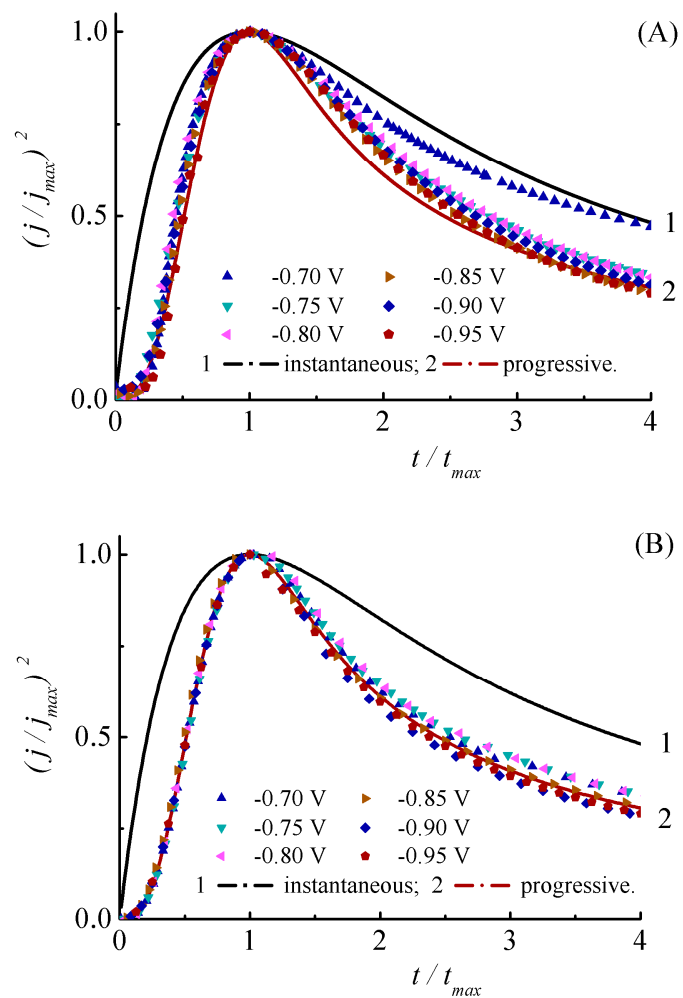 (A)
1.0
(j / j_max)²
0.5
1
-0.70 V -0.85 V
2
-0.75 V -0.90 V
-0.80 V -0.95 V
1 instantaneous; 2 progressive.
0.0
0 1 2 3 4
t / t_max
(B)
1.0
(j / j_max)²
0.5
1
-0.70 V -0.85 V
2
-0.75 V -0.90 V
-0.80 V -0.95 V
1 instantaneous; 2 progressive.
0.0
0 1 2 3 4
t / t_max